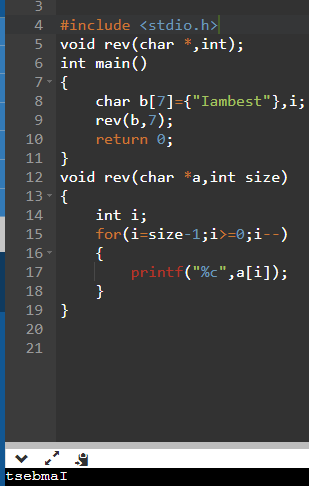 3
4 #include <stdio.h>
5 void rev(char *,int);
6 int main()
7 {
8 char b[7]={"Iambest"},i;
9 rev(b,7);
10 return 0;
11 }
12 void rev(char *a,int size)
13 {
14 int i;
15 for(i=size-1;i>=0;i--)
16 {
17 printf("%c",a[i]);
18 }
19 }
20
21
tsebmaI